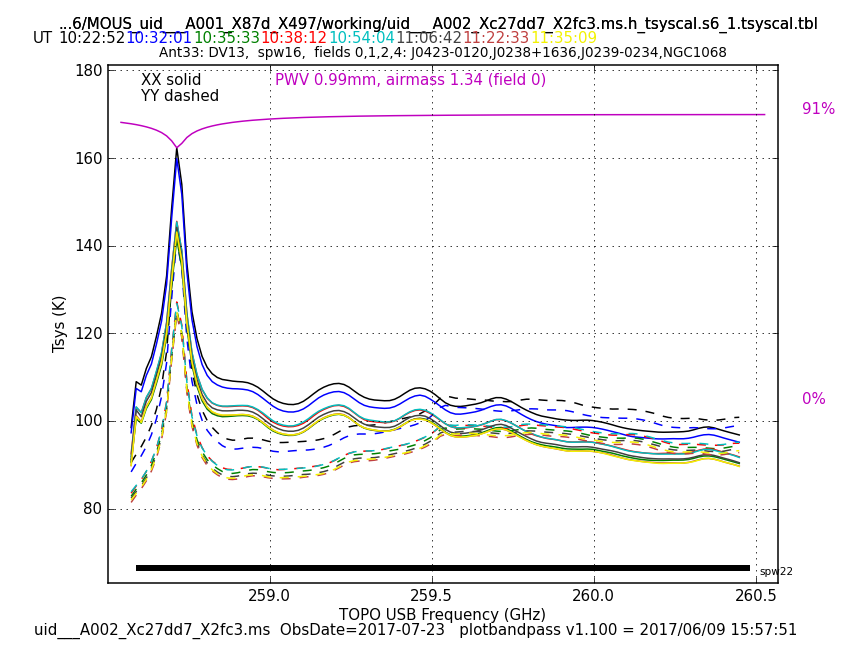 ...6/MOUS_uid___A001_X87d_X497/working/uid___A002_Xc27dd7_X2fc3.ms.h_tsyscal.s6_1.tsyscal.tbl
UT 10:22:52 10:32:01 10:35:33 10:38:12 10:54:04 11:06:42 11:22:33 11:35:09
Ant33: DV13, spw16, fields 0,1,2,4: J0423-0120,J0238+1636,J0239-0234,NGC1068
XX solid
YY dashed
PWV 0.99mm, airmass 1.34 (field 0)
91%
0%
180
160
140
120
100
80
Tsys (K)
spw22
259.0 259.5 260.0 260.5
TOPO USB Frequency (GHz)
uid___A002_Xc27dd7_X2fc3.ms ObsDate=2017-07-23 plotbandpass v1.100 = 2017/06/09 15:57:51